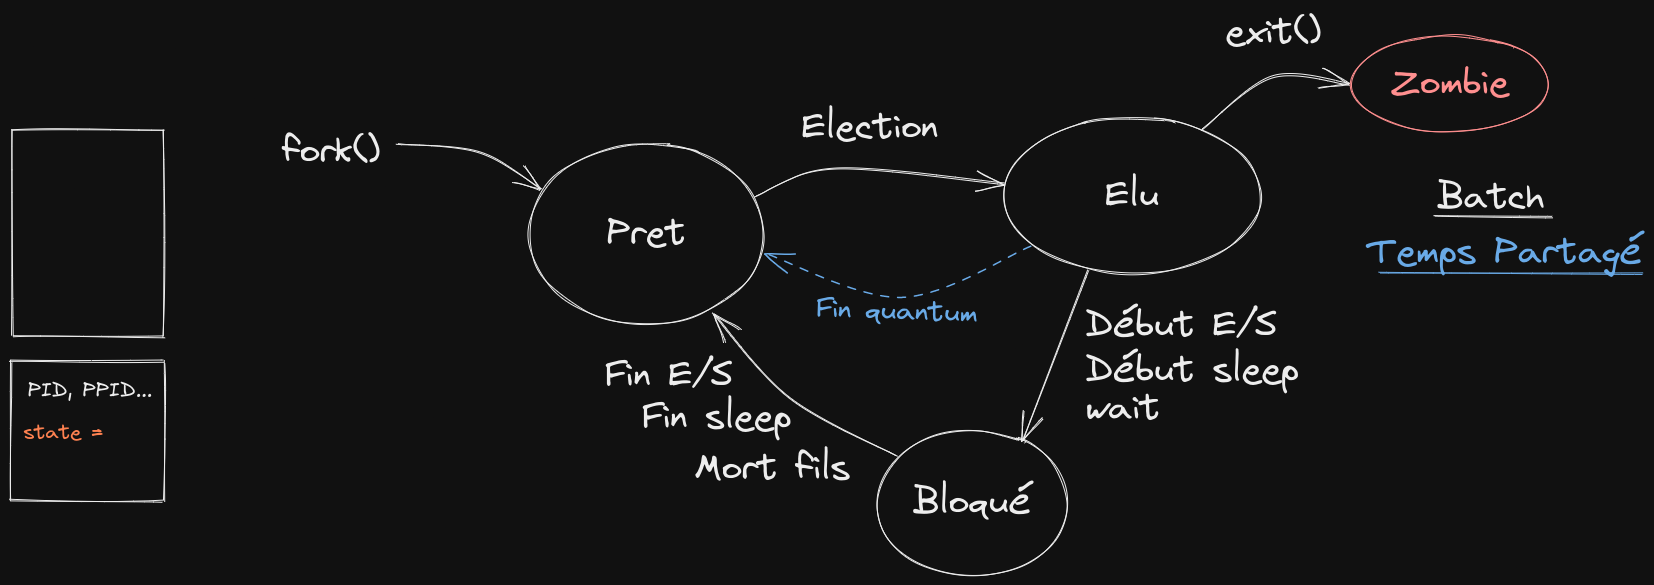 exit()
Zombie
Election
fork()
Elu
Pret
Batch
Temps Partagé
Fin quantum
Début E/S
Début sleep
wait
Fin E/S
Fin sleep
Mort fils
Bloqué
PID, PPID...
state =